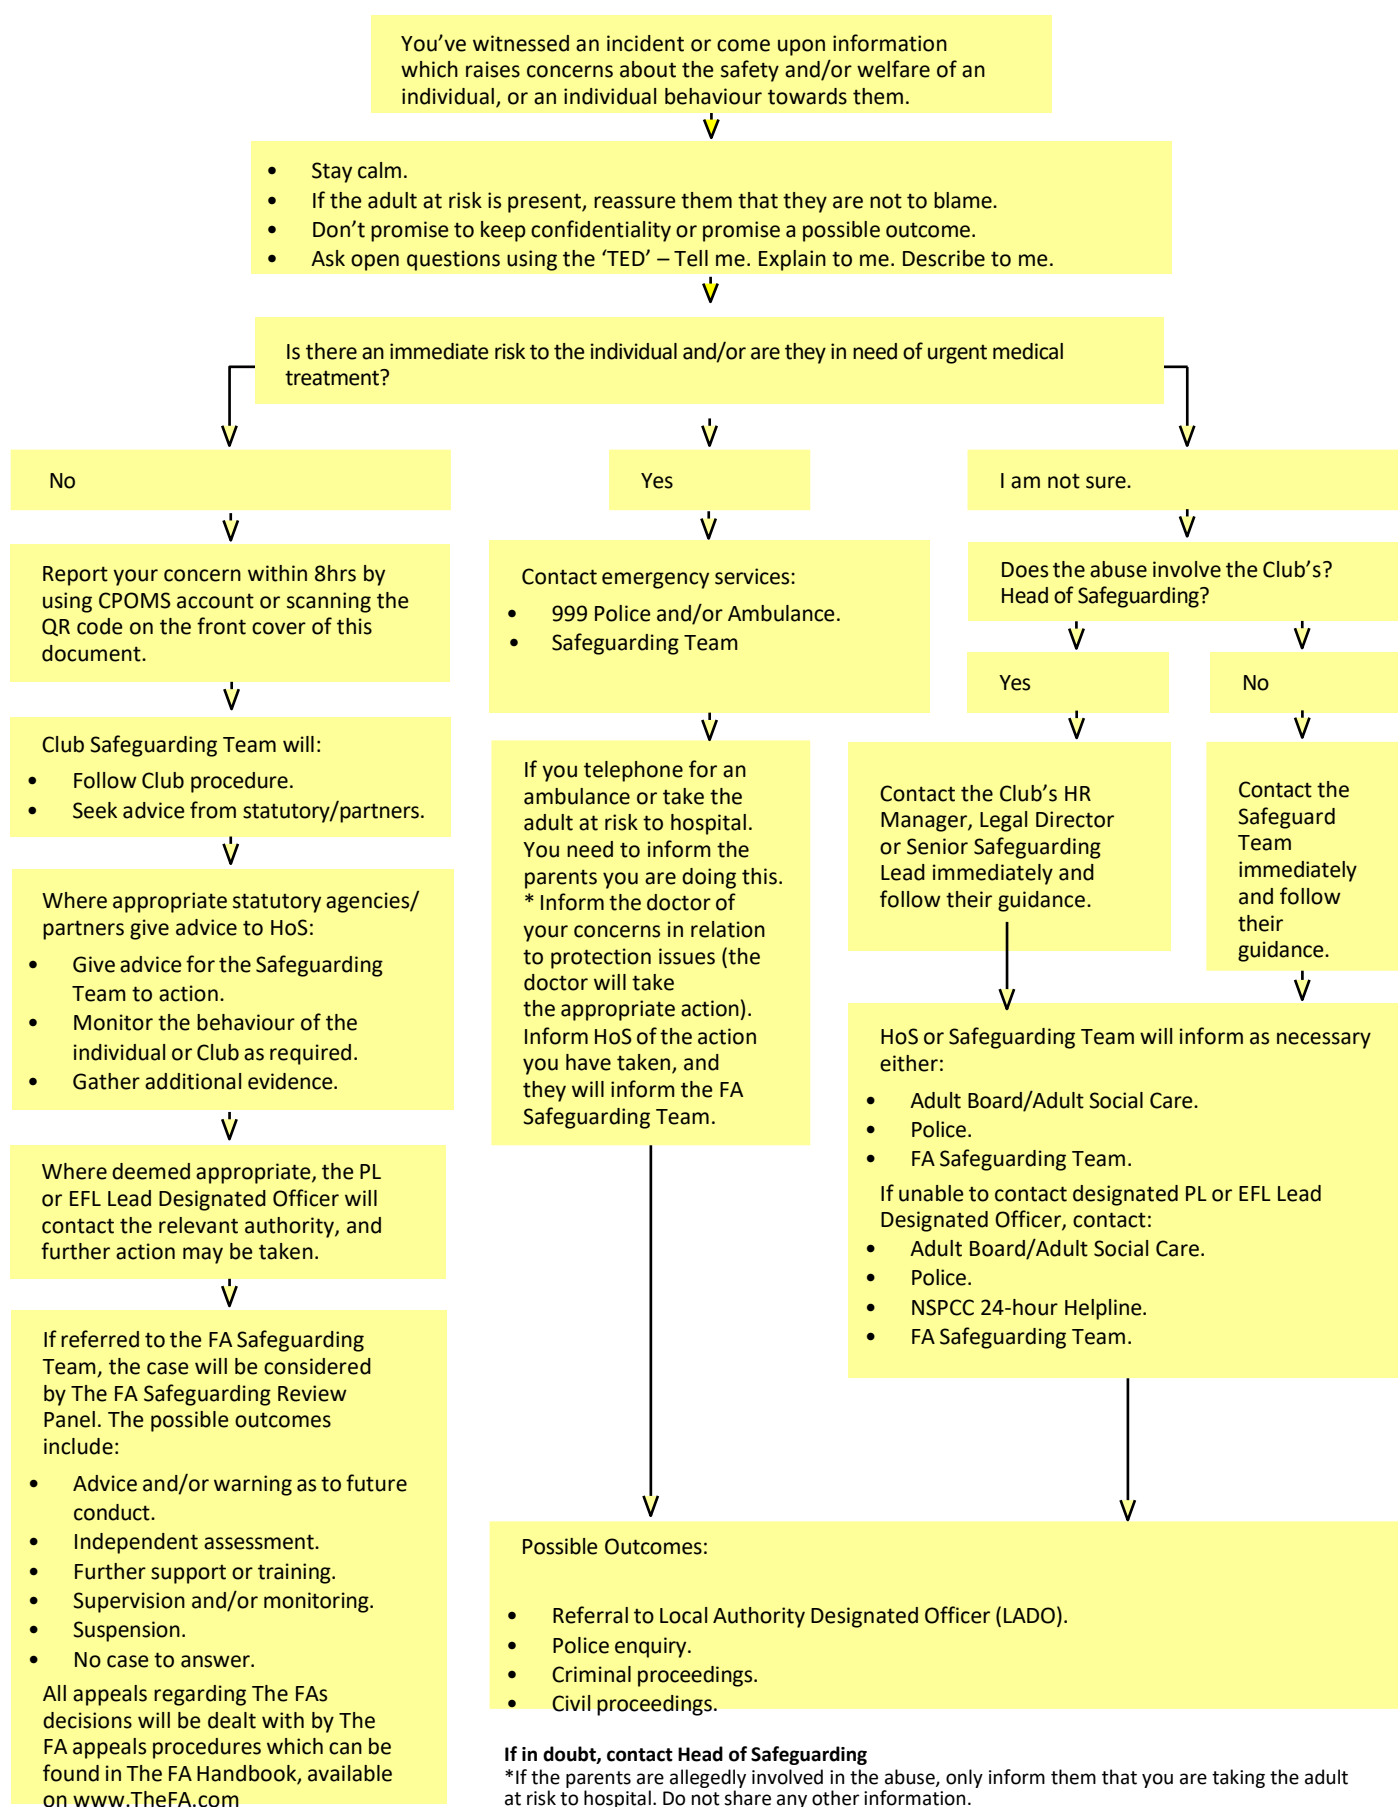 You’ve witnessed an incident or come upon information
which raises concerns about the safety and/or welfare of an
individual, or an individual behaviour towards them.
• Stay calm.
• If the adult at risk is present, reassure them that they are not to blame.
• Don’t promise to keep confidentiality or promise a possible outcome.
• Ask open questions using the ‘TED’ – Tell me. Explain to me. Describe to me.
Is there an immediate risk to the individual and/or are they in need of urgent medical
treatment?
No
Report your concern within 8hrs by
using CPOMS account or scanning the
QR code on the front cover of this
document.
Club Safeguarding Team will:
• Follow Club procedure.
• Seek advice from statutory/partners.
Where appropriate statutory agencies/
partners give advice to HoS:
• Give advice for the Safeguarding
Team to action.
• Monitor the behaviour of the
individual or Club as required.
• Gather additional evidence.
Where deemed appropriate, the PL
or EFL Lead Designated Officer will
contact the relevant authority, and
further action may be taken.
If referred to the FA Safeguarding
Team, the case will be considered
by The FA Safeguarding Review
Panel. The possible outcomes
include:
• Advice and/or warning as to future
conduct.
• Independent assessment.
• Further support or training.
• Supervision and/or monitoring.
• Suspension.
• No case to answer.
All appeals regarding The FAs
decisions will be dealt with by The
FA appeals procedures which can be
found in The FA Handbook, available
on www.TheFA.com
Yes
Contact emergency services:
• 999 Police and/or Ambulance.
• Safeguarding Team
If you telephone for an
ambulance or take the
adult at risk to hospital.
You need to inform the
parents you are doing this.
* Inform the doctor of
your concerns in relation
to protection issues (the
doctor will take
the appropriate action).
Inform HoS of the action
you have taken, and
they will inform the FA
Safeguarding Team.
I am not sure.
Does the abuse involve the Club’s?
Head of Safeguarding?
Yes
Contact the Club’s HR
Manager, Legal Director
or Senior Safeguarding
Lead immediately and
follow their guidance.
No
Contact the
Safeguard
Team
immediately
and follow
their
guidance.
HoS or Safeguarding Team will inform as necessary
either:
• Adult Board/Adult Social Care.
• Police.
• FA Safeguarding Team.
If unable to contact designated PL or EFL Lead
Designated Officer, contact:
• Adult Board/Adult Social Care.
• Police.
• NSPCC 24-hour Helpline.
• FA Safeguarding Team.
Possible Outcomes:
• Referral to Local Authority Designated Officer (LADO).
• Police enquiry.
• Criminal proceedings.
• Civil proceedings.
If in doubt, contact Head of Safeguarding
*If the parents are allegedly involved in the abuse, only inform them that you are taking the adult
at risk to hospital. Do not share any other information.